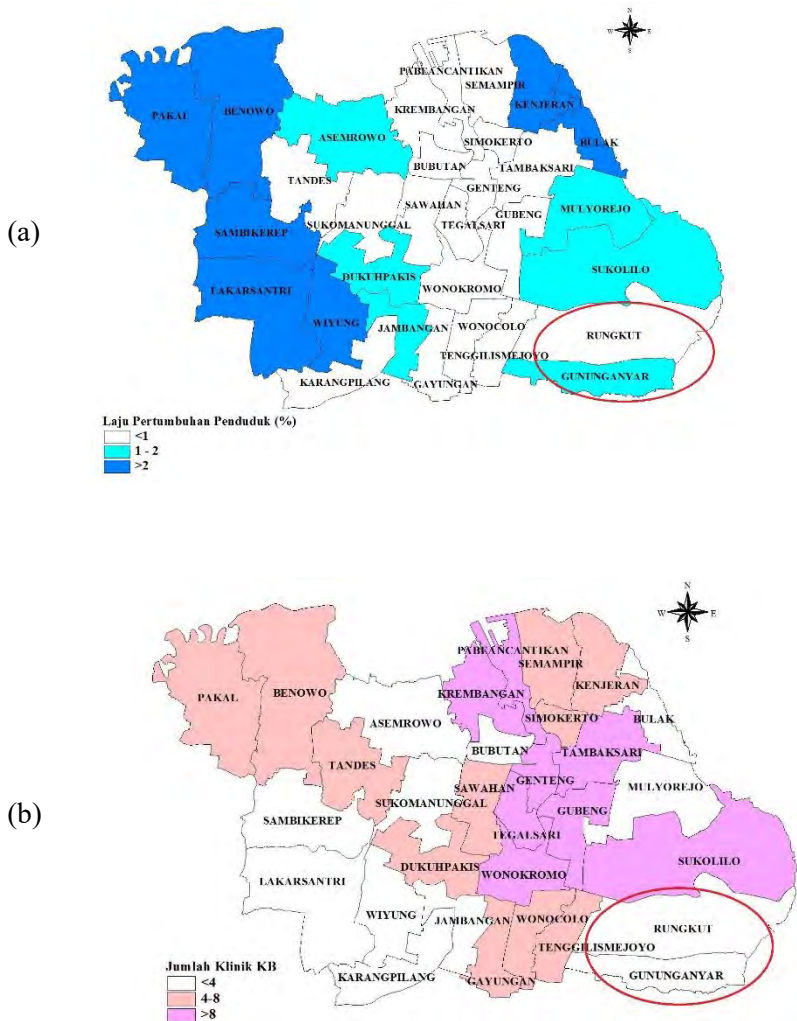 N
W E
S
PABEANCANTIKAN
SEMAMPIR
KENJERAN
KREMBANGAN
PAKAL
BENOWO
ASEMROWO
SIMOKERTO
BULAK
BUBUTAN
TAMBAKSARI
TANDES
GENTENG
SAWAHAN
MULYOREJO
GUBENG
SUKOMANUNGGAL
TEGALSARI
(a)
SAMBIKEREP
DUKUHPAKIS
SUKOLILO
WONOKROMO
LAKARSANTRI
WIYUNG
JAMBANGAN
WONOCOLO
RUNGKUT
TENGGILISMEJOYO
GUNUNGANYAR
KARANGPILANG
GAYUNGAN
Laju Pertumbuhan Penduduk (%)
<1
1 - 2
>2
N
W E
S
PABEANCANTIKAN
SEMAMPIR
KENJERAN
PAKAL
BENOWO
KREMBANGAN
SIMOKERTO
ASEMROWO
BULAK
BUBUTAN
TAMBAKSARI
TANDES
GENTENG
SAWAHAN
MULYOREJO
SUKOMANUNGGAL
GUBENG
(b)
SAMBIKEREP
TEGALSARI
SUKOLILO
DUKUHPAKIS
WONOKROMO
LAKARSANTRI
WIYUNG
JAMBANGAN
WONOCOLO
RUNGKUT
TENGGILISMEJOYO
KARANGPILANG
GAYUNGAN
GUNUNGANYAR
Jumlah Klinik KB
<4
4-8
>8